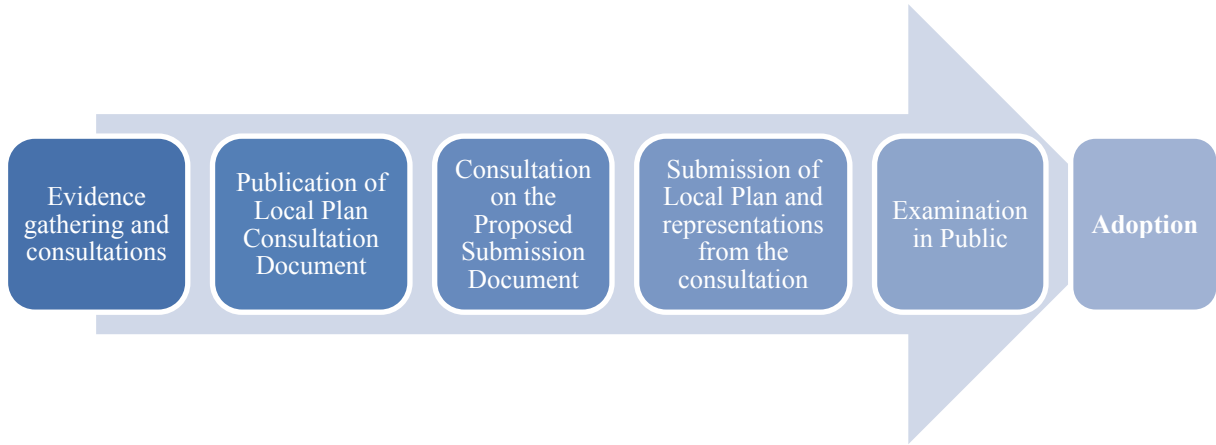 Evidence
gathering and
consultations
Publication of
Local Plan
Consultation
Document
Consultation
on the
Proposed
Submission
Document
Submission of
Local Plan and
representations
from the
consultation
Examination
in Public
Adoption